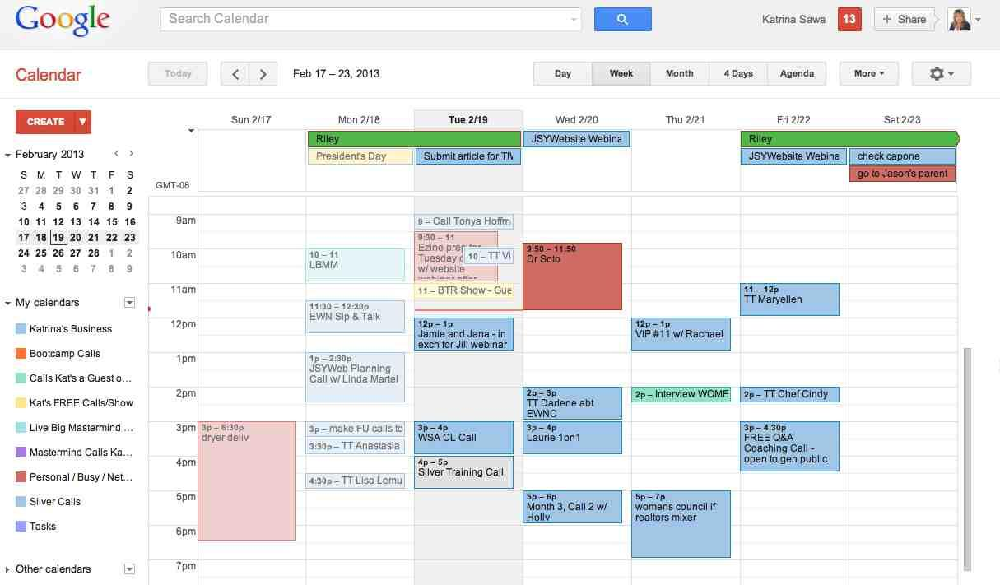 Google
Search Calendar
Katrina Sawa
13
+ Share
Calendar
Today
Feb 17 – 23, 2013
Day
Week
Month
4 Days
Agenda
More
CREATE
February 2013
S M T W T F S
27 28 29 30 31 1 2
3 4 5 6 7 8 9
10 11 12 13 14 15 16
17 18 19 20 21 22 23
24 25 26 27 28 1 2
3 4 5 6 7 8 9
My calendars
Katrina's Business
Bootcamp Calls
Calls Kat's a Guest o...
Kat's FREE Calls/Show
Live Big Mastermind ...
Mastermind Calls Ka...
Personal / Busy / Net...
Silver Calls
Tasks
Other calendars
Sun 2/17
Mon 2/18
Tue 2/19
Wed 2/20
Thu 2/21
Fri 2/22
Sat 2/23
Riley
JSYWebsite Webina
Riley
President's Day
Submit article for TIW
JSYWebsite Webina
check capone
go to Jason's parent
GMT-08
9am
10am
11am
12pm
1pm
2pm
3pm
4pm
5pm
6pm
7pm
3p – 6:30p
dryer deliv
10 – 11
LBMM
11:30 – 12:30p
EWN Sip & Talk
1p – 2:30p
JSYWeb Planning
Call w/ Linda Martel
3p – make FU calls to
3:30p – TT Anastasia
4:30p – TT Lisa Lemu
9 – Call Tonya Hoffm
9:30 – 11
Ezine prep for
Tuesday
w/ website
webinar offer
10 – TT Vi
11 – BTR Show - Gue
12p – 1p
Jamie and Jana - in
exch for Jill webinar
3p – 4p
WSA CL Call
4p – 5p
Silver Training Call
9:50 – 11:50
Dr Soto
2p – 3p
TT Darlene abt
EWNC
3p – 4p
Laurie 1on1
5p – 6p
Month 3, Call 2 w/
Holly
12p – 1p
VIP #11 w/ Rachael
2p – Interview WOME
5p – 7p
womens council if
realtors mixer
11 – 12p
TT Maryellen
2p – TT Chef Cindy
3p – 4:30p
FREE Q&A
Coaching Call -
open to gen public